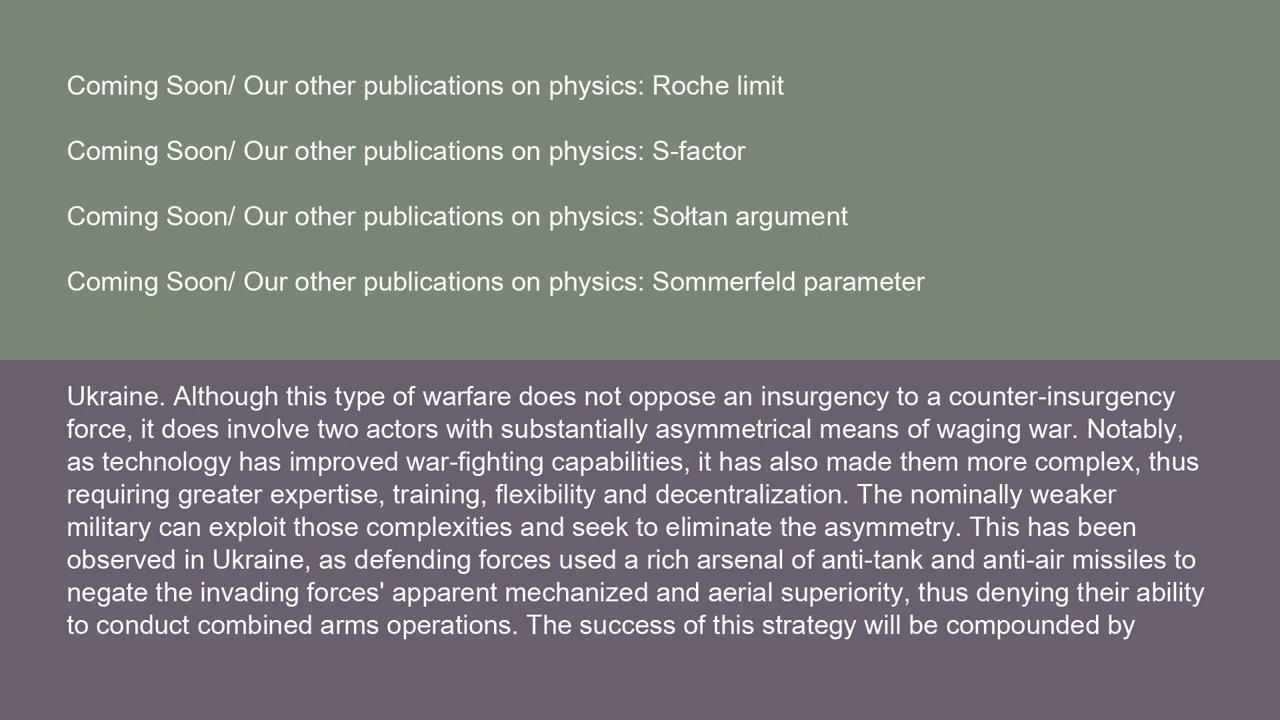 Coming Soon/ Our other publications on physics: Roche limit
Coming Soon/ Our other publications on physics: S-factor
Coming Soon/ Our other publications on physics: Sołtan argument
Coming Soon/ Our other publications on physics: Sommerfeld parameter
Ukraine. Although this type of warfare does not oppose an insurgency to a counter-insurgency
force, it does involve two actors with substantially asymmetrical means of waging war. Notably,
as technology has improved war-fighting capabilities, it has also made them more complex, thus
requiring greater expertise, training, flexibility and decentralization. The nominally weaker
military can exploit those complexities and seek to eliminate the asymmetry. This has been
observed in Ukraine, as defending forces used a rich arsenal of anti-tank and anti-air missiles to
negate the invading forces' apparent mechanized and aerial superiority, thus denying their ability
to conduct combined arms operations. The success of this strategy will be compounded by